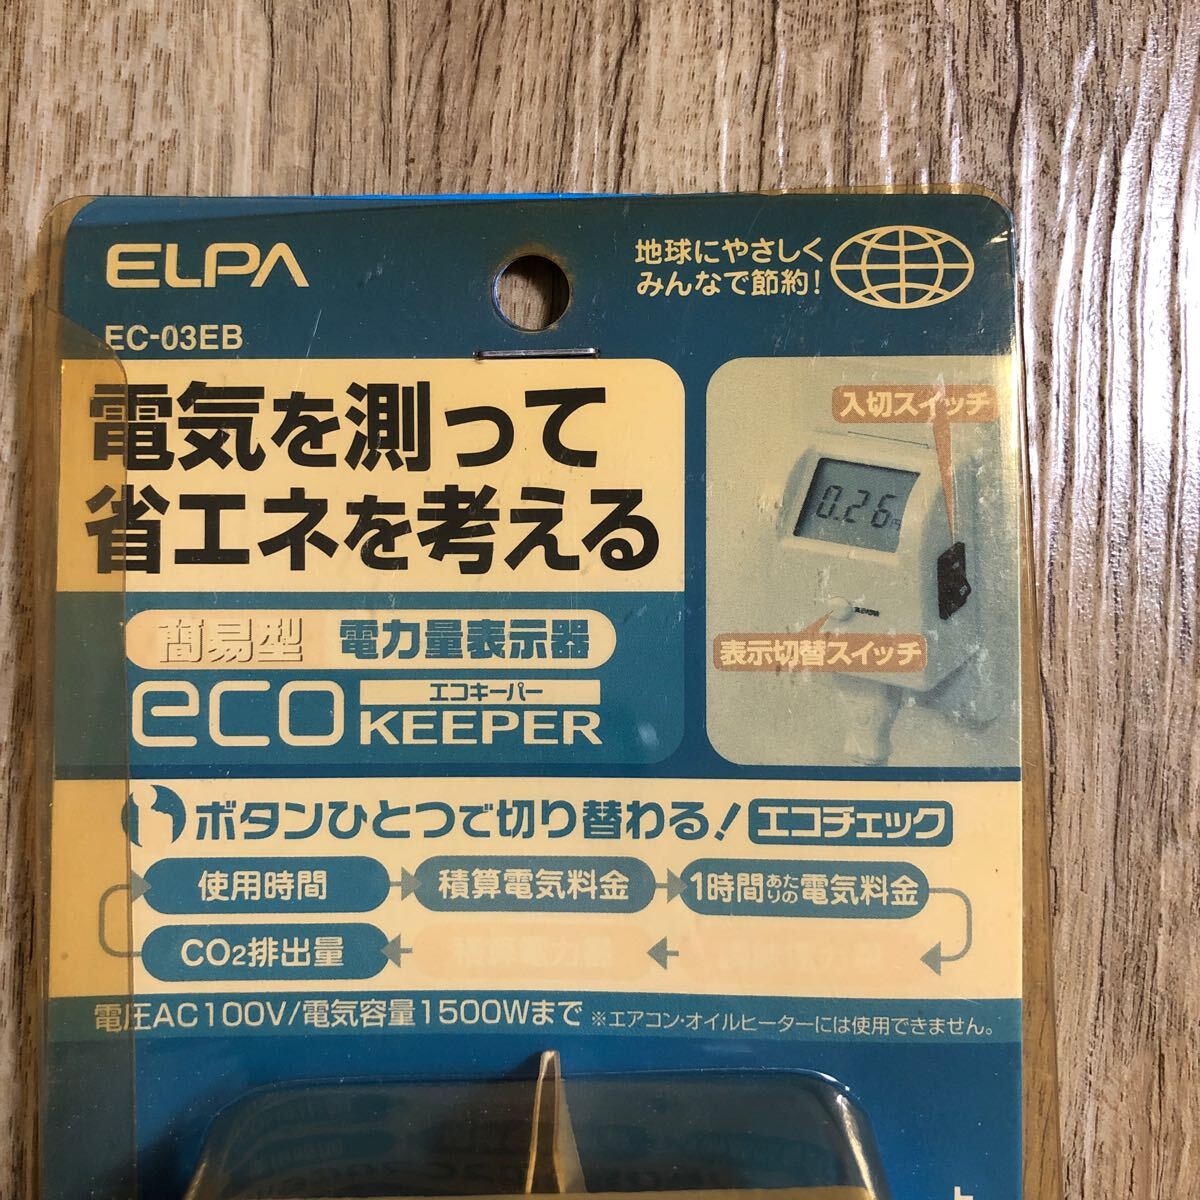 ELPA
EC-03EB
地球にやさしく
みんなで節約!
電気を測って
省エネを考える
入切スイッチ
0.26
表示切替スイッチ
簡易型 電力量表示器
eco
エコキーパー
KEEPER
ボタンひとつで切り替わる! エコチェック
使用時間
積算電気料金
1時間あたりの電気料金
積算電力量
CO2排出量
電圧AC100V/電気容量1500Wまで ※エアコン・オイルヒーターには使用できません。